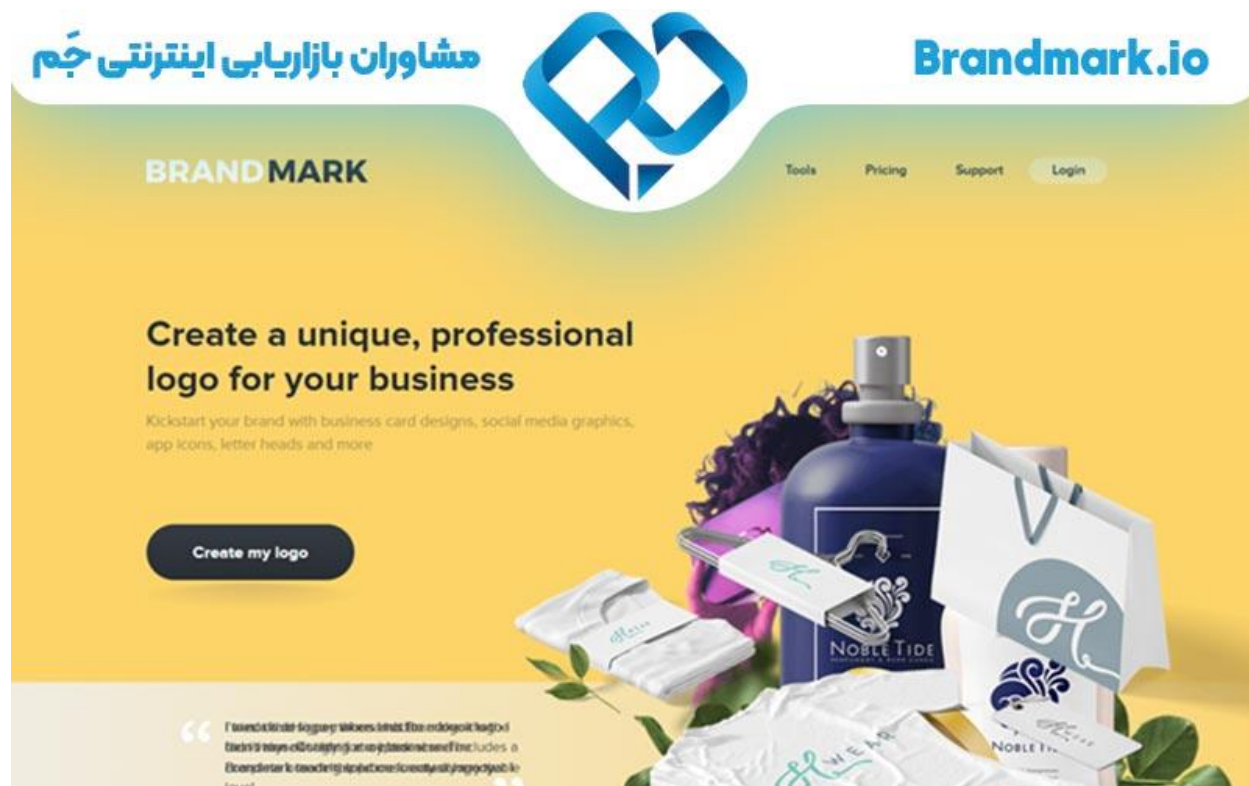 مشاوران بازاریابی اینترنتی جَم
Brandmark.io
BRANDMARK
Tools
Pricing
Support
Login
Create a unique, professional
logo for your business
Kickstart your brand with business card designs, social media graphics,
app icons, letter heads and more
Create my logo
H
NOBLE TIDE
H
H
H WEAR